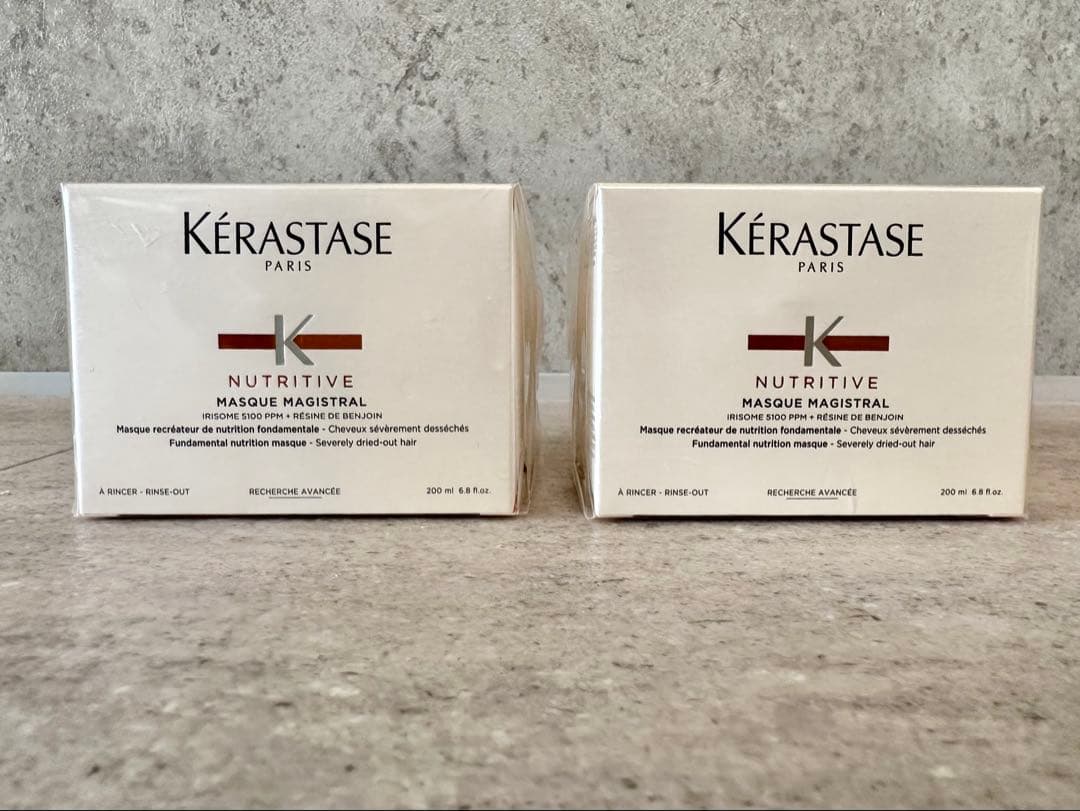 KÉRASTASE
PARIS
K
NUTRITIVE
MASQUE MAGISTRAL
IRISOME 5100 PPM + RÉSINE DE BENJOIN
Masque recréateur de nutrition fondamentale - Cheveux sévèrement desséchés
Fundamental nutrition masque - Severely dried-out hair
À RINCER - RINSE-OUT
RECHERCHE AVANCÉE
200 ml 6.8 fl.oz.
KÉRASTASE
PARIS
K
NUTRITIVE
MASQUE MAGISTRAL
IRISOME 5100 PPM + RÉSINE DE BENJOIN
Masque recréateur de nutrition fondamentale - Cheveux sévèrement desséchés
Fundamental nutrition masque - Severely dried-out hair
À RINCER - RINSE-OUT
RECHERCHE AVANCÉE
200 ml 6.8 fl.oz.